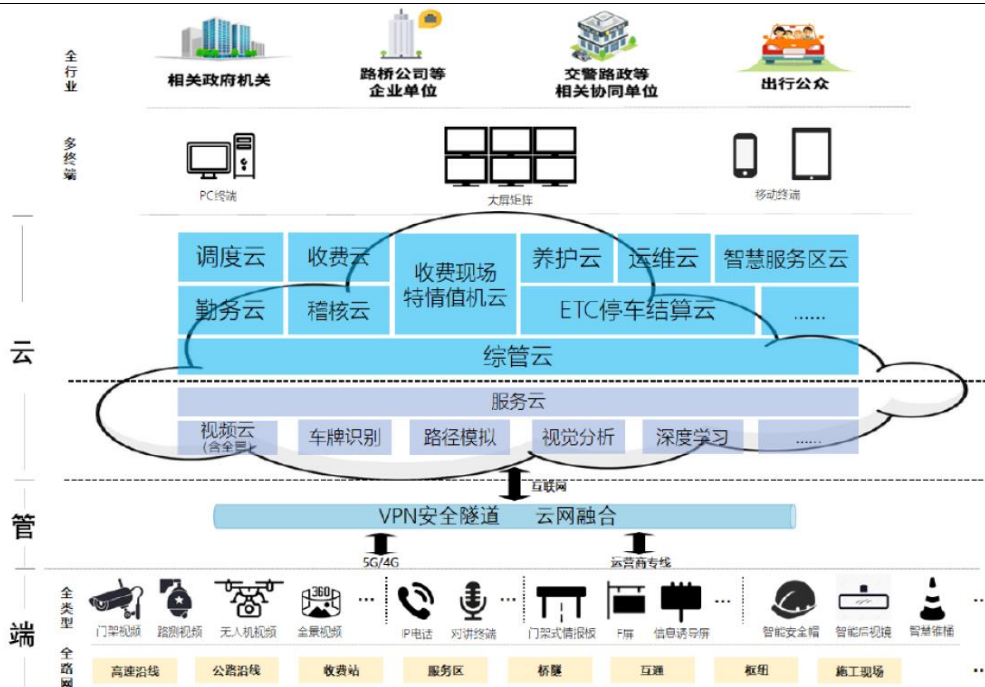 全行业
相关政府机关
路桥公司等
企业单位
交警路政等
相关协同单位
出行公众
多终端
PC终端
大屏矩阵
移动终端
云
调度云
收费云
收费现场
特情值机云
养护云
运维云
智慧服务区云
勤务云
稽核云
ETC停车结算云
......
综管云
服务云
视频云
(含全景)
车牌识别
路径模拟
视觉分析
深度学习
......
互联网
管
VPN安全隧道 云网融合
5G/4G
运营商专线
端
全类型
360
门架视频
路测视频
无人机视频
全景视频
...
IP电话
对讲终端
...
门架式情报板
F屏
信息诱导屏
...
智能安全帽
智能后视镜
智慧锥桶
...
全路网
高速沿线
公路沿线
收费站
服务区
桥隧
互通
枢纽
施工现场
...